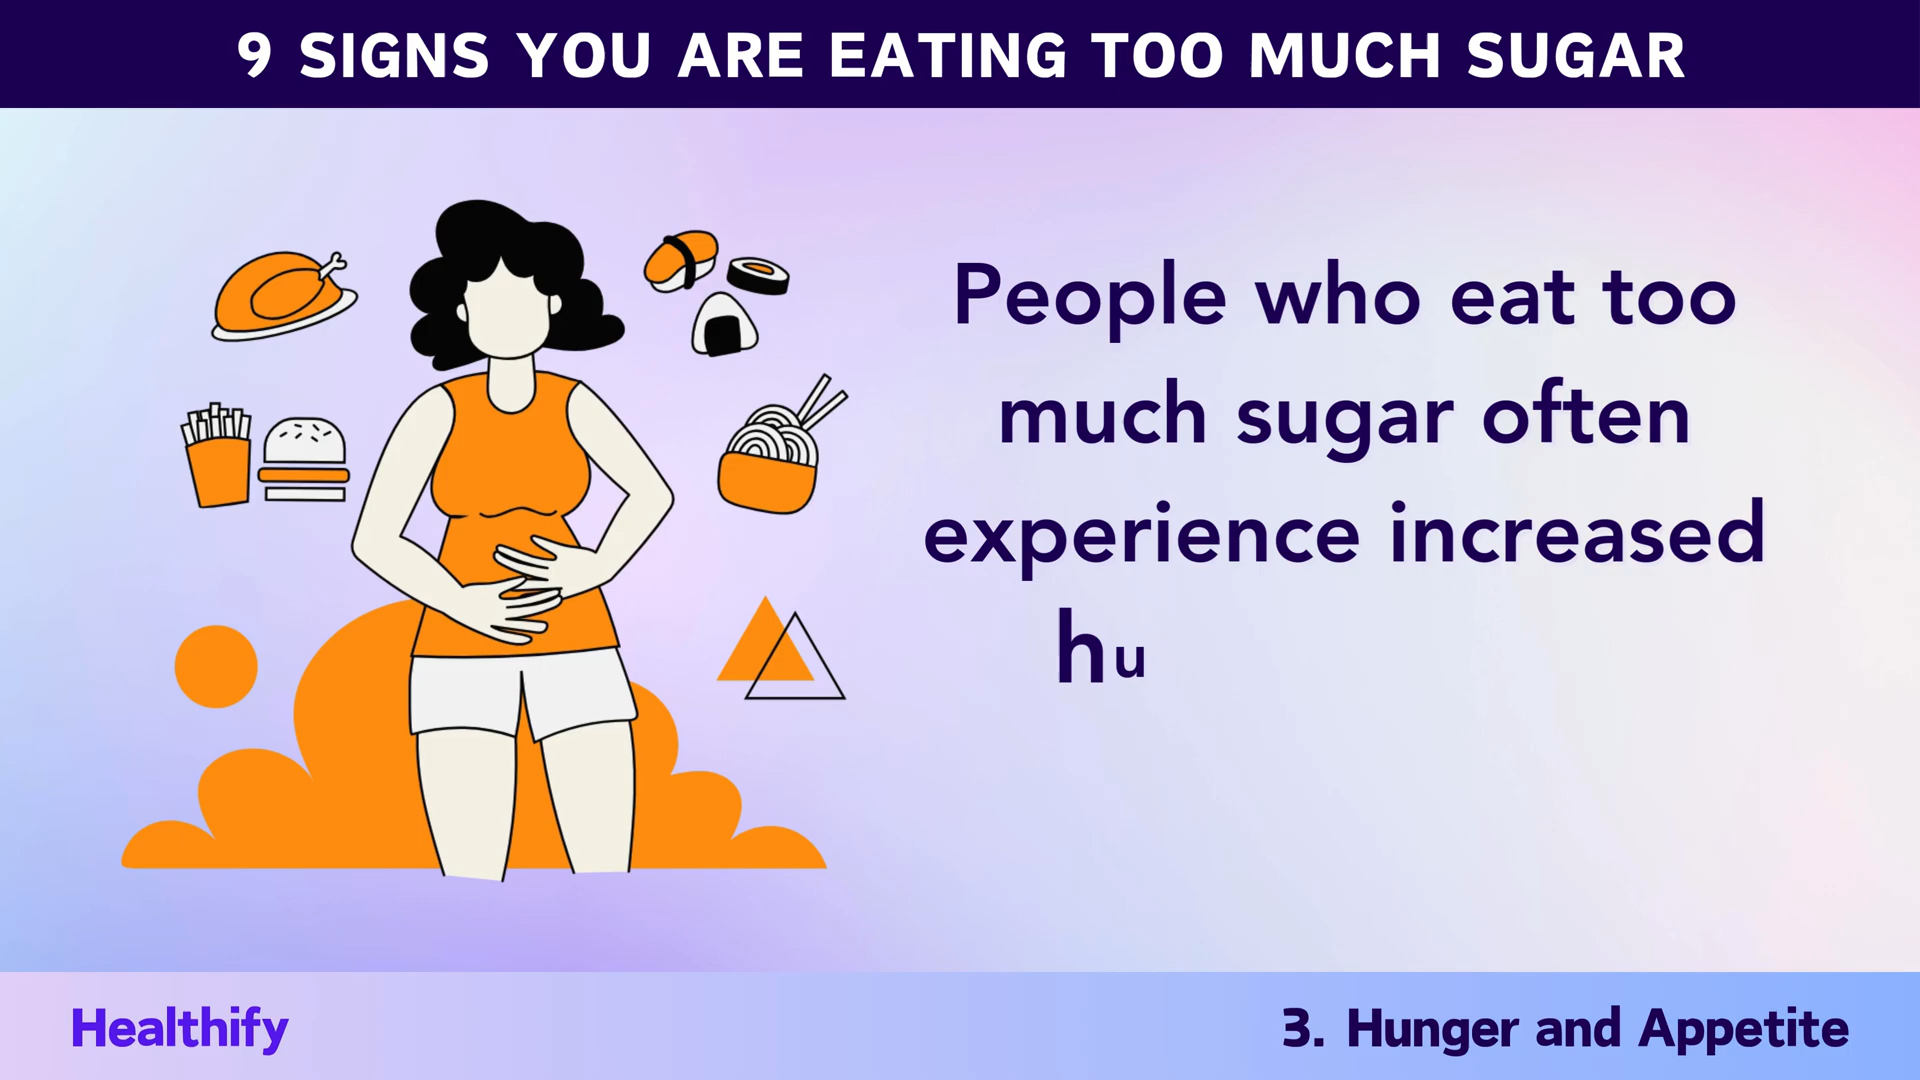 9 SIGNS YOU ARE EATING TOO MUCH SUGAR
People who eat too
much sugar often
experience increased
hu
Healthify
3. Hunger and Appetite